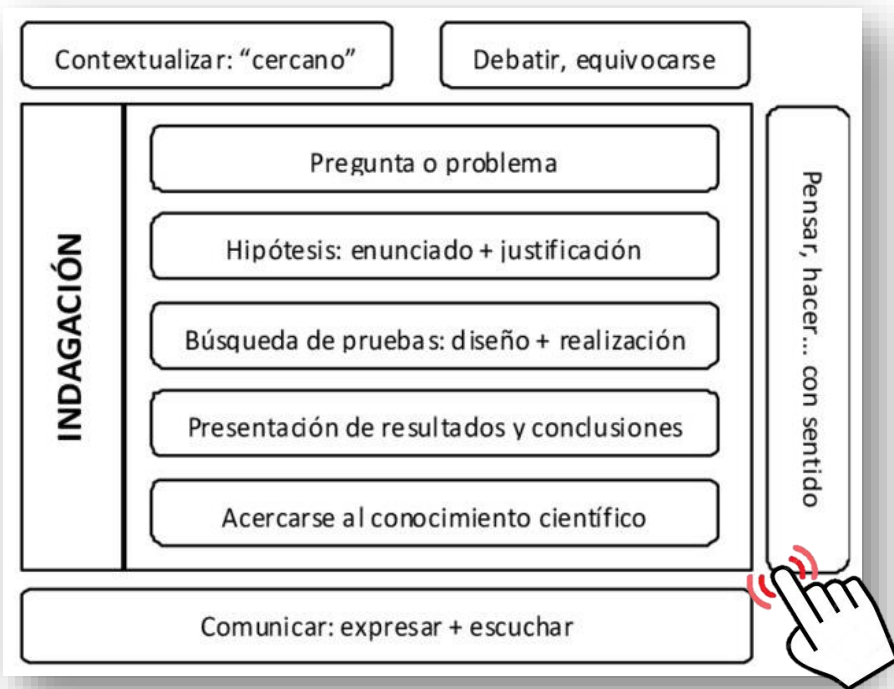 Contextualizar: “cercano”
Debatir, equivocarse
INDAGACIÓN
Pregunta o problema
Hipótesis: enunciado + justificación
Búsqueda de pruebas: diseño + realización
Presentación de resultados y conclusiones
Acercarse al conocimiento científico
Pensar, hacer... con sentido
Comunicar: expresar + escuchar